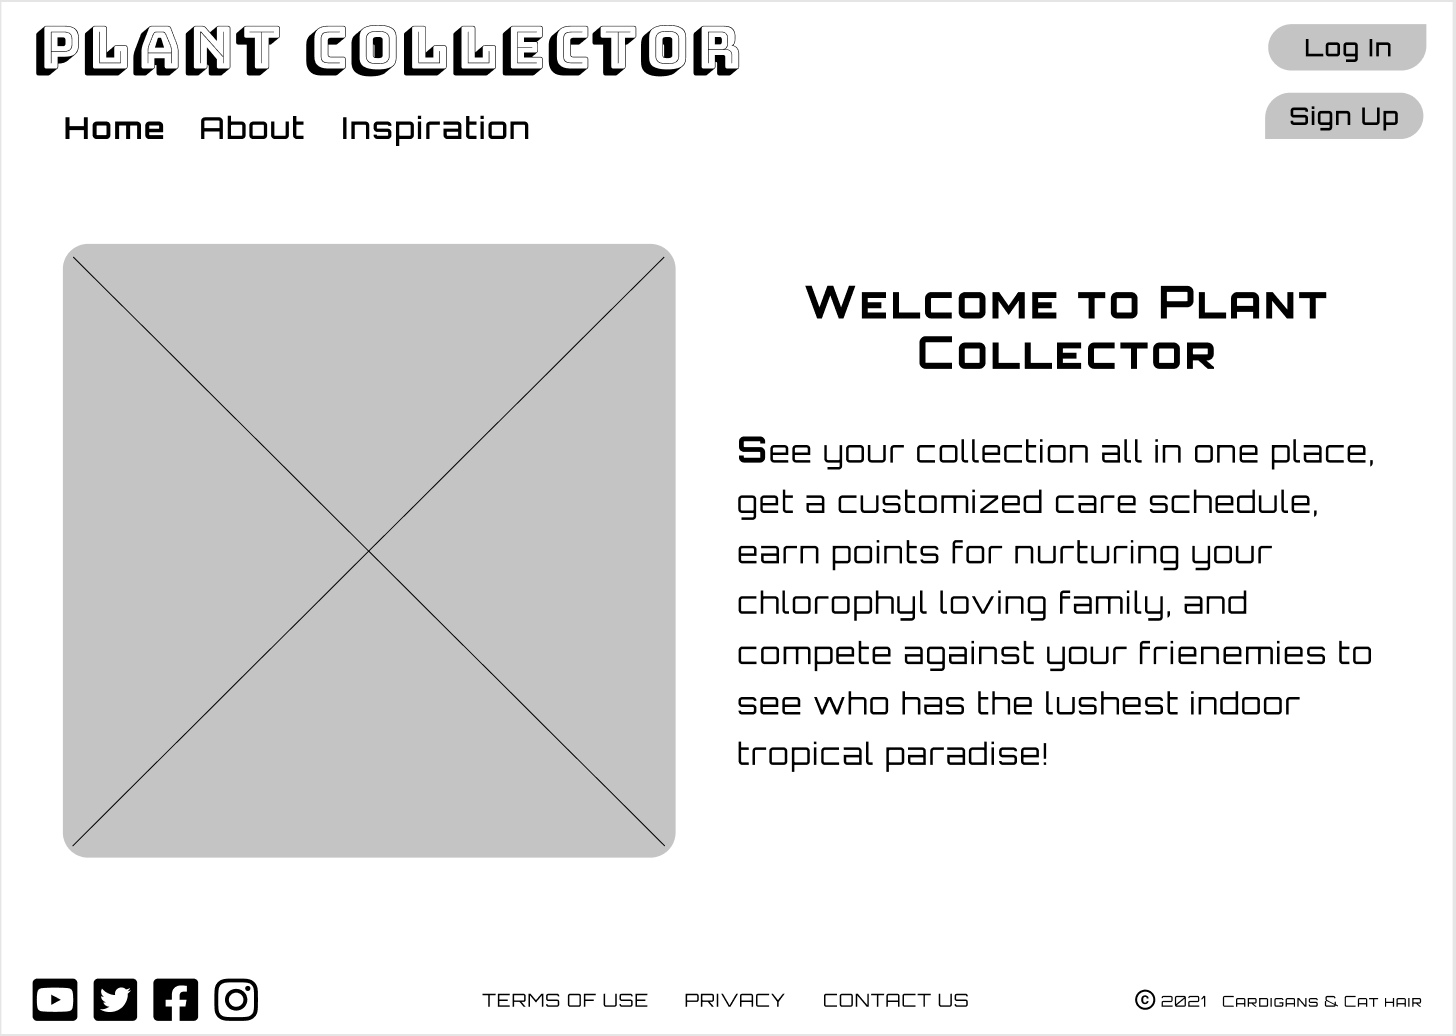 PLANT COLLECTOR
Log In
Home About Inspiration
Sign Up
Welcome to Plant
Collector
See your collection all in one place,
get a customized care schedule,
earn points for nurturing your
chlorophyl loving family, and
compete against your frienemies to
see who has the lushest indoor
tropical paradise!
TERMS OF USE PRIVACY CONTACT US
© 2021 Cardigans & Cat hair